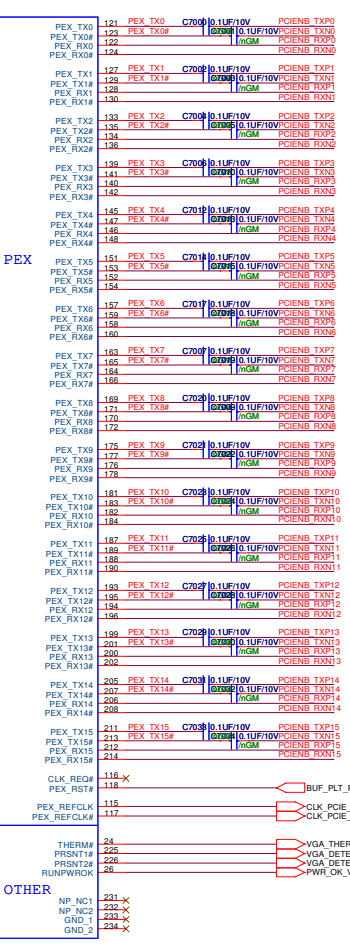 PEX_TX0 121 PEX_TX0 C7000 0.1UF/10V PCIENB_TXP0
PEX_TX0# 123 PEX_TX0# 0.1UF/10V PCIENB_TXN0
PEX_RX0 122 /nGM PCIENB_RXP0
PEX_RX0# 124 PCIENB_RXN0
PEX_TX1 127 PEX_TX1 C7002 0.1UF/10V PCIENB_TXP1
PEX_TX1# 129 PEX_TX1# 0.1UF/10V PCIENB_TXN1
PEX_RX1 128 /nGM PCIENB_RXP1
PEX_RX1# 130 PCIENB_RXN1
PEX_TX2 133 PEX_TX2 C7004 0.1UF/10V PCIENB_TXP2
PEX_TX2# 135 PEX_TX2# 0.1UF/10V PCIENB_TXN2
PEX_RX2 134 /nGM PCIENB_RXP2
PEX_RX2# 136 PCIENB_RXN2
PEX_TX3 139 PEX_TX3 C7006 0.1UF/10V PCIENB_TXP3
PEX_TX3# 141 PEX_TX3# 0.1UF/10V PCIENB_TXN3
PEX_RX3 140 /nGM PCIENB_RXP3
PEX_RX3# 142 PCIENB_RXN3
PEX_TX4 145 PEX_TX4 C7012 0.1UF/10V PCIENB_TXP4
PEX_TX4# 147 PEX_TX4# 0.1UF/10V PCIENB_TXN4
PEX_RX4 146 /nGM PCIENB_RXP4
PEX_RX4# 148 PCIENB_RXN4
PEX
PEX_TX5 151 PEX_TX5 C7014 0.1UF/10V PCIENB_TXP5
PEX_TX5# 153 PEX_TX5# 0.1UF/10V PCIENB_TXN5
PEX_RX5 152 /nGM PCIENB_RXP5
PEX_RX5# 154 PCIENB_RXN5
PEX_TX6 157 PEX_TX6 C7017 0.1UF/10V PCIENB_TXP6
PEX_TX6# 159 PEX_TX6# 0.1UF/10V PCIENB_TXN6
PEX_RX6 158 /nGM PCIENB_RXP6
PEX_RX6# 160 PCIENB_RXN6
PEX_TX7 163 PEX_TX7 C7007 0.1UF/10V PCIENB_TXP7
PEX_TX7# 165 PEX_TX7# 0.1UF/10V PCIENB_TXN7
PEX_RX7 164 /nGM PCIENB_RXP7
PEX_RX7# 166 PCIENB_RXN7
PEX_TX8 169 PEX_TX8 C7020 0.1UF/10V PCIENB_TXP8
PEX_TX8# 171 PEX_TX8# 0.1UF/10V PCIENB_TXN8
PEX_RX8 170 /nGM PCIENB_RXP8
PEX_RX8# 172 PCIENB_RXN8
PEX_TX9 175 PEX_TX9 C7021 0.1UF/10V PCIENB_TXP9
PEX_TX9# 177 PEX_TX9# 0.1UF/10V PCIENB_TXN9
PEX_RX9 176 /nGM PCIENB_RXP9
PEX_RX9# 178 PCIENB_RXN9
PEX_TX10 181 PEX_TX10 C7023 0.1UF/10V PCIENB_TXP10
PEX_TX10# 183 PEX_TX10# 0.1UF/10V PCIENB_TXN10
PEX_RX10 182 /nGM PCIENB_RXP10
PEX_RX10# 184 PCIENB_RXN10
PEX_TX11 187 PEX_TX11 C7025 0.1UF/10V PCIENB_TXP11
PEX_TX11# 189 PEX_TX11# 0.1UF/10V PCIENB_TXN11
PEX_RX11 188 /nGM PCIENB_RXP11
PEX_RX11# 190 PCIENB_RXN11
PEX_TX12 193 PEX_TX12 C7027 0.1UF/10V PCIENB_TXP12
PEX_TX12# 195 PEX_TX12# 0.1UF/10V PCIENB_TXN12
PEX_RX12 194 /nGM PCIENB_RXP12
PEX_RX12# 196 PCIENB_RXN12
PEX_TX13 199 PEX_TX13 C7029 0.1UF/10V PCIENB_TXP13
PEX_TX13# 201 PEX_TX13# 0.1UF/10V PCIENB_TXN13
PEX_RX13 200 /nGM PCIENB_RXP13
PEX_RX13# 202 PCIENB_RXN13
PEX_TX14 205 PEX_TX14 C7031 0.1UF/10V PCIENB_TXP14
PEX_TX14# 207 PEX_TX14# 0.1UF/10V PCIENB_TXN14
PEX_RX14 206 /nGM PCIENB_RXP14
PEX_RX14# 208 PCIENB_RXN14
PEX_TX15 211 PEX_TX15 C7033 0.1UF/10V PCIENB_TXP15
PEX_TX15# 213 PEX_TX15# 0.1UF/10V PCIENB_TXN15
PEX_RX15 212 /nGM PCIENB_RXP15
PEX_RX15# 214 PCIENB_RXN15
CLK_REQ# 116
PEX_RST# 118 BUF_PLT_
PEX_REFCLK 115 CLK_PCIE_
PEX_REFCLK# 117 CLK_PCIE_
THERM# 24 VGA_THER
PRSNT1# 225 VGA_DETE
PRSNT2# 226 VGA_DETE
RUNPWROK 26 PWR_OK_
OTHER
NP_NC1 231
NP_NC2 232
GND_1 233
GND_2 234